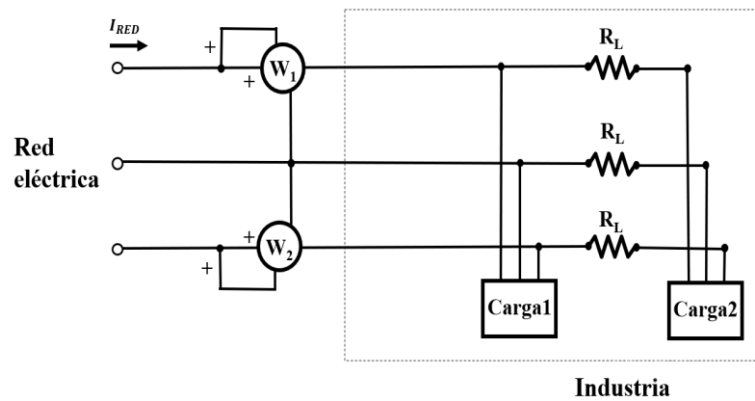 I_RED
+
+
W₁
R_L
Red
eléctrica
R_L
R_L
+
+
W₂
Carga1
Carga2
Industria